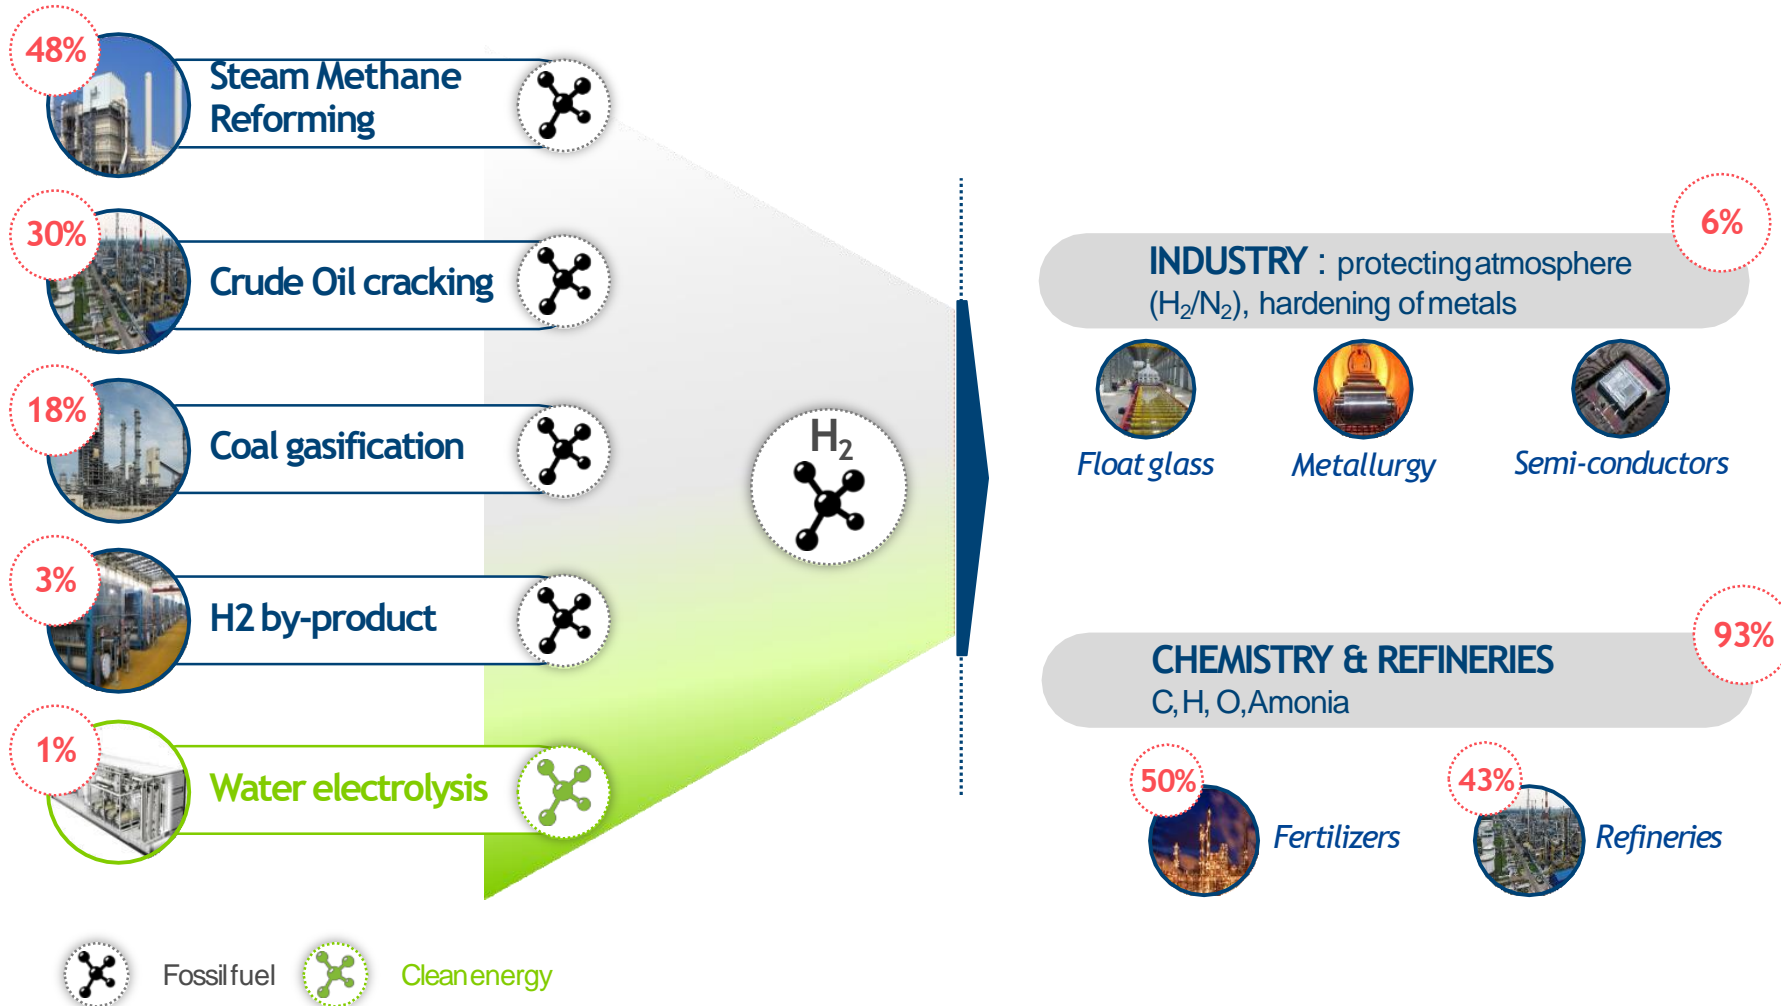 48%
Steam Methane
Reforming
30%
Crude Oil cracking
18%
Coal gasification
3%
H2 by-product
1%
Water electrolysis
Fossil fuel
Clean energy
H₂
6%
INDUSTRY : protecting atmosphere
(H₂/N₂), hardening of metals
Float glass
Metallurgy
Semi-conductors
93%
CHEMISTRY & REFINERIES
C, H, O, Amonia
50%
Fertilizers
43%
Refineries